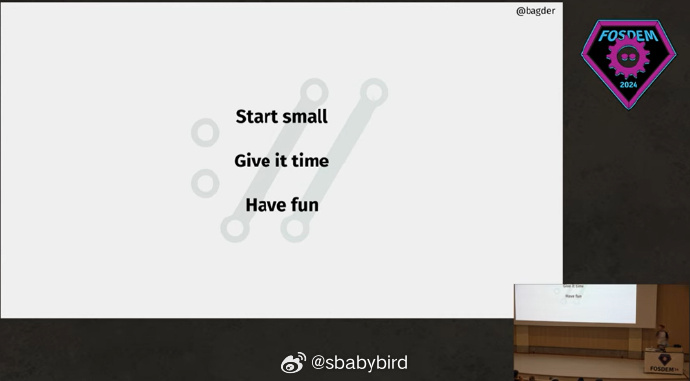 @bagder
FOSDEM
2024
Start small
Give it time
Have fun
Give it time
Have fun
FOSDEM
@sbabybird